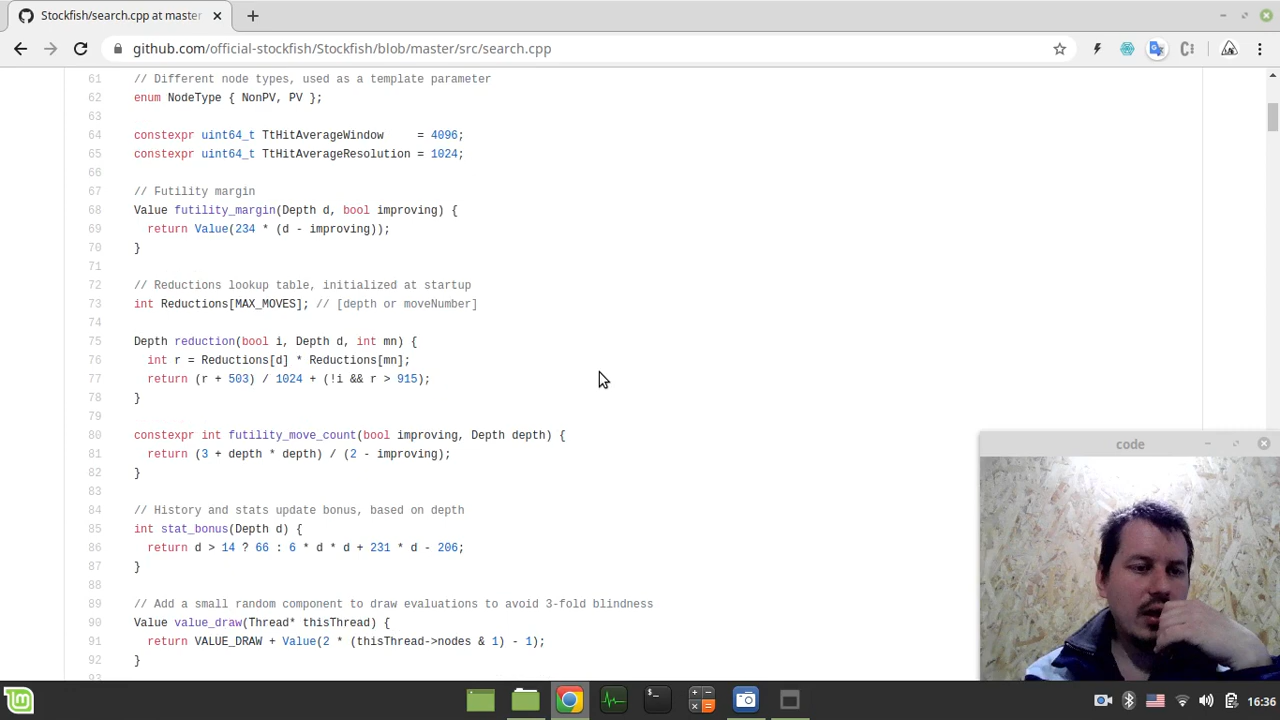 Stockfish/search.cpp at master
github.com/official-stockfish/Stockfish/blob/master/src/search.cpp
61 // Different node types, used as a template parameter
62 enum NodeType { NonPV, PV };
63
64 constexpr uint64_t TtHitAverageWindow     = 4096;
65 constexpr uint64_t TtHitAverageResolution = 1024;
66
67 // Futility margin
68 Value futility_margin(Depth d, bool improving) {
69   return Value(234 * (d - improving));
70 }
71
72 // Reductions lookup table, initialized at startup
73 int Reductions[MAX_MOVES]; // [depth or moveNumber]
74
75 Depth reduction(bool i, Depth d, int mn) {
76   int r = Reductions[d] * Reductions[mn];
77   return (r + 503) / 1024 + (!i && r > 915);
78 }
79
80 constexpr int futility_move_count(bool improving, Depth depth) {
81   return (3 + depth * depth) / (2 - improving);
82 }
83
84 // History and stats update bonus, based on depth
85 int stat_bonus(Depth d) {
86   return d > 14 ? 66 : 6 * d * d + 231 * d - 206;
87 }
88
89 // Add a small random component to draw evaluations to avoid 3-fold blindness
90 Value value_draw(Thread* thisThread) {
91   return VALUE_DRAW + Value(2 * (thisThread->nodes & 1) - 1);
92 }
code
16:36